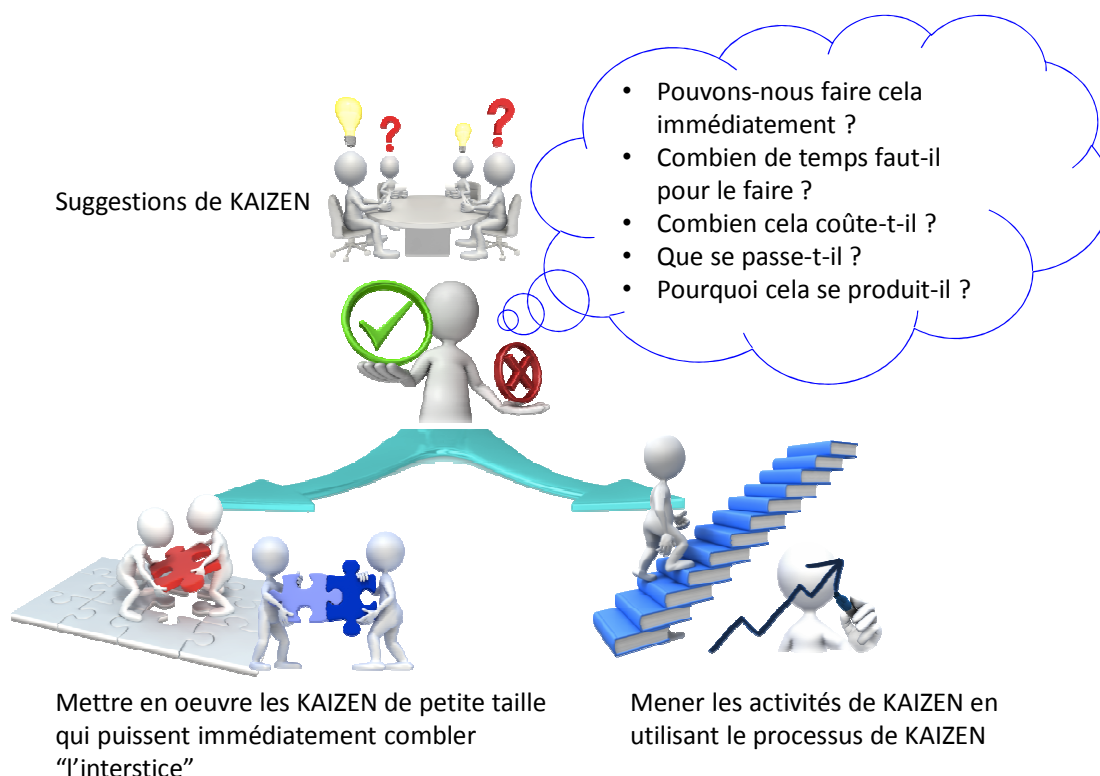 Suggestions de KAIZEN
• Pouvons-nous faire cela
immédiatement ?
• Combien de temps faut-il
pour le faire ?
• Combien cela coûte-t-il ?
• Que se passe-t-il ?
• Pourquoi cela se produit-il ?
Mettre en oeuvre les KAIZEN de petite taille
qui puissent immédiatement combler
“l’interstice”
Mener les activités de KAIZEN en
utilisant le processus de KAIZEN